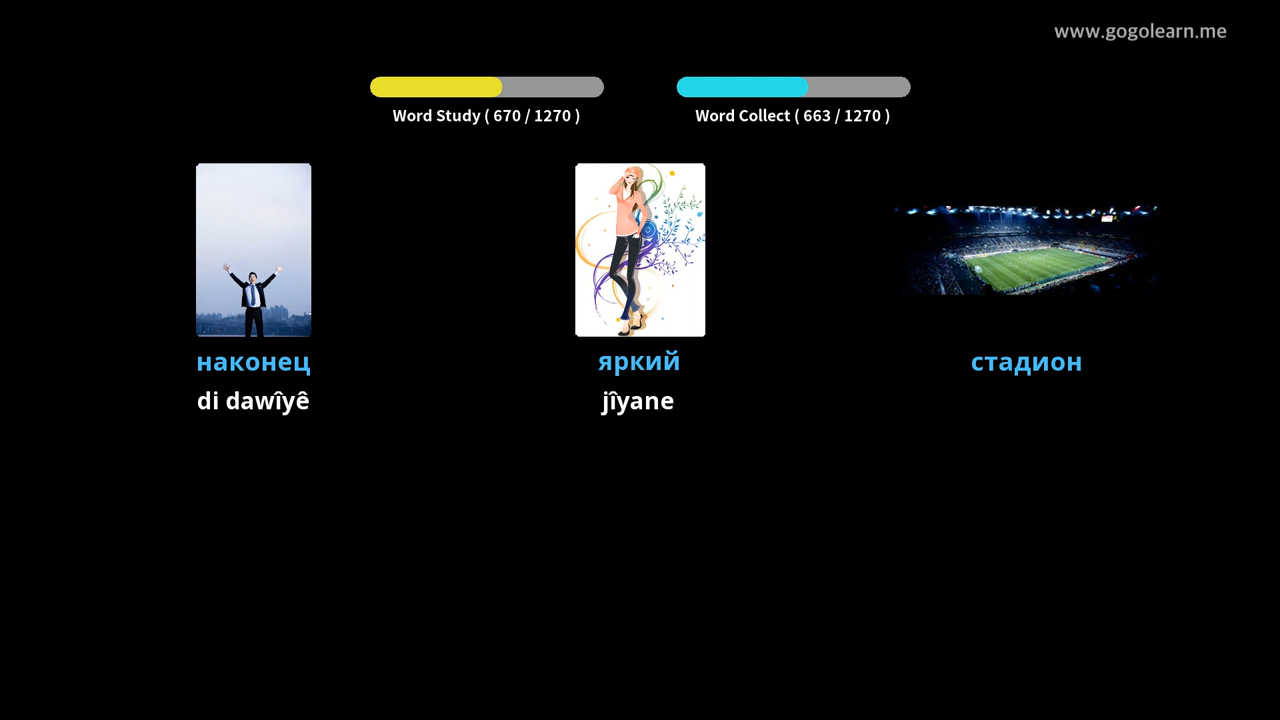 www.gogolearn.me
Word Study ( 670 / 1270 )
Word Collect ( 663 / 1270 )
наконец
di dawîyê
яркий
jîyane
стадион